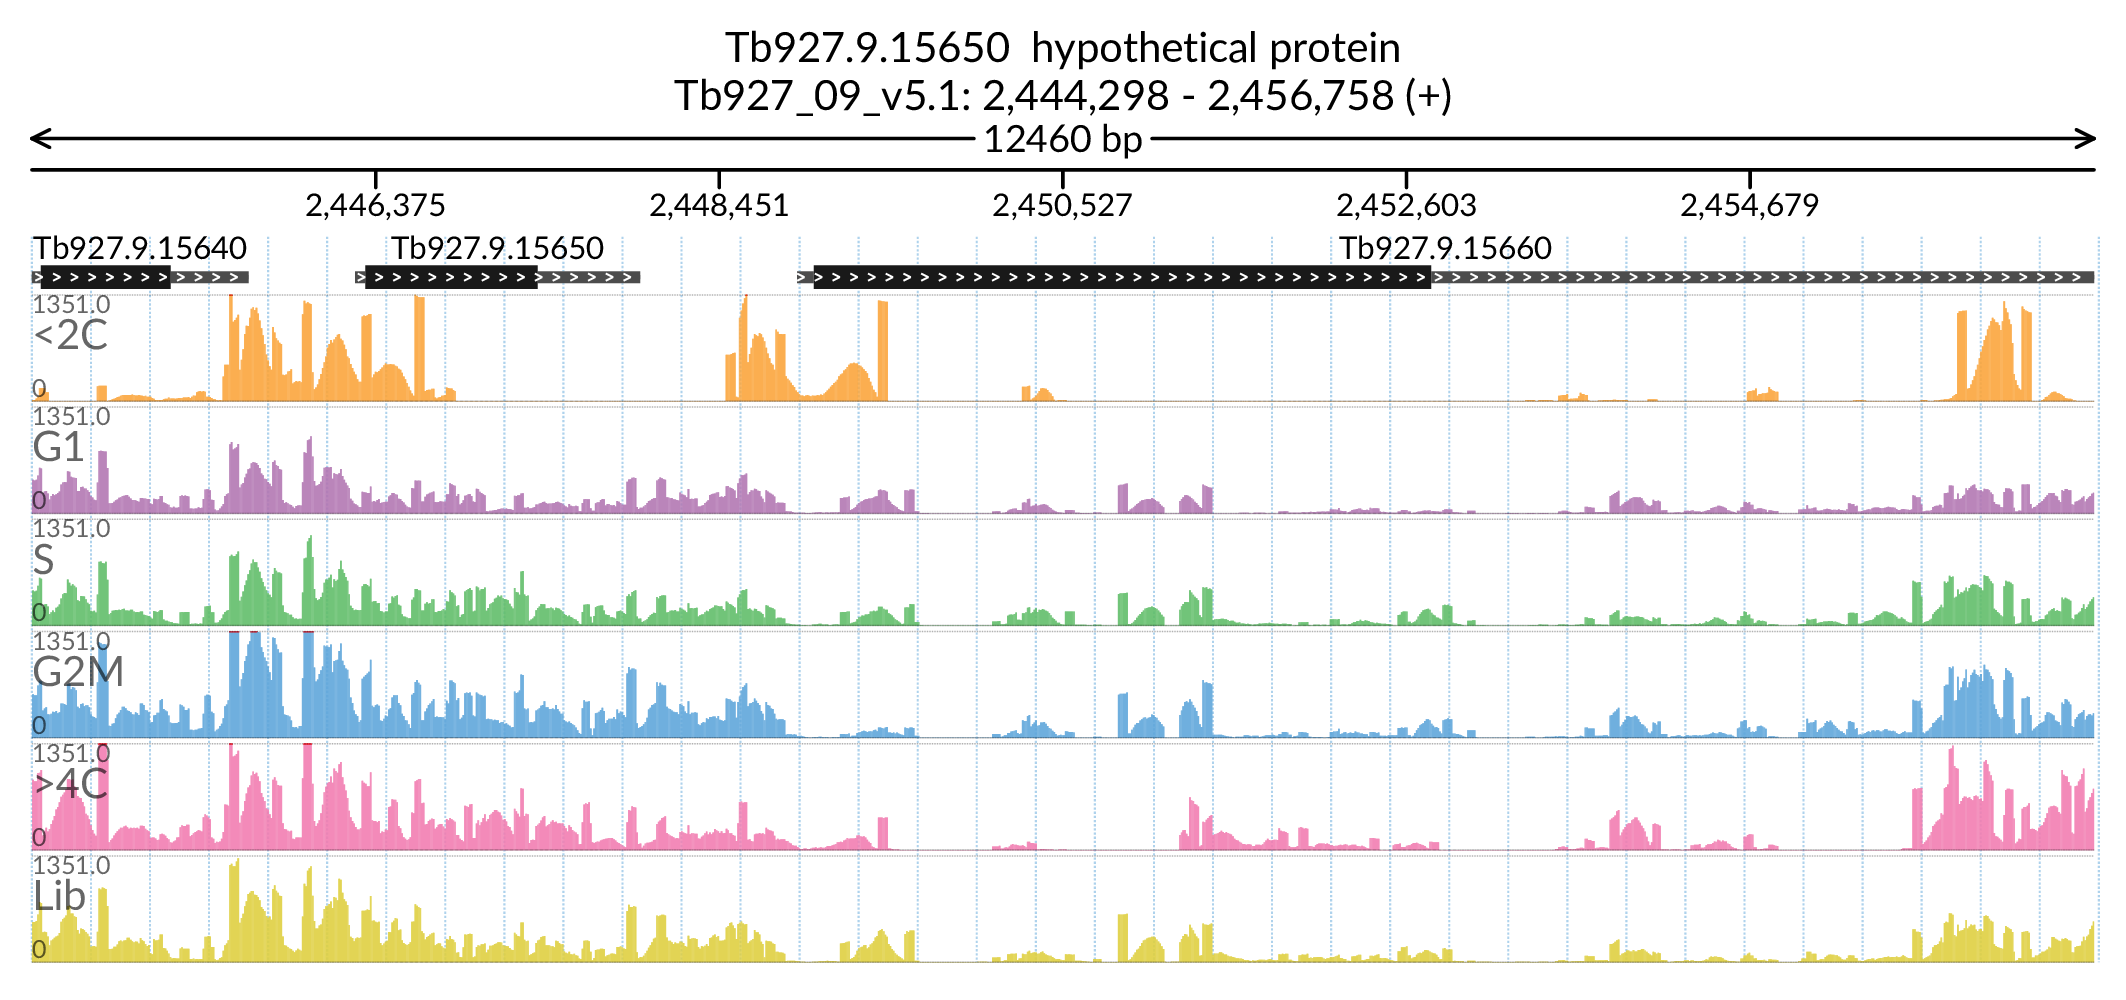 Tb927.9.15650  hypothetical protein
Tb927_09_v5.1: 2,444,298 - 2,456,758 (+)
12460 bp
2,446,375 2,448,451 2,450,527 2,452,603 2,454,679
Tb927.9.15640 Tb927.9.15650 Tb927.9.15660
1351.0
<2C
0
1351.0
G1
0
1351.0
S
0
1351.0
G2M
0
1351.0
>4C
0
1351.0
Lib
0